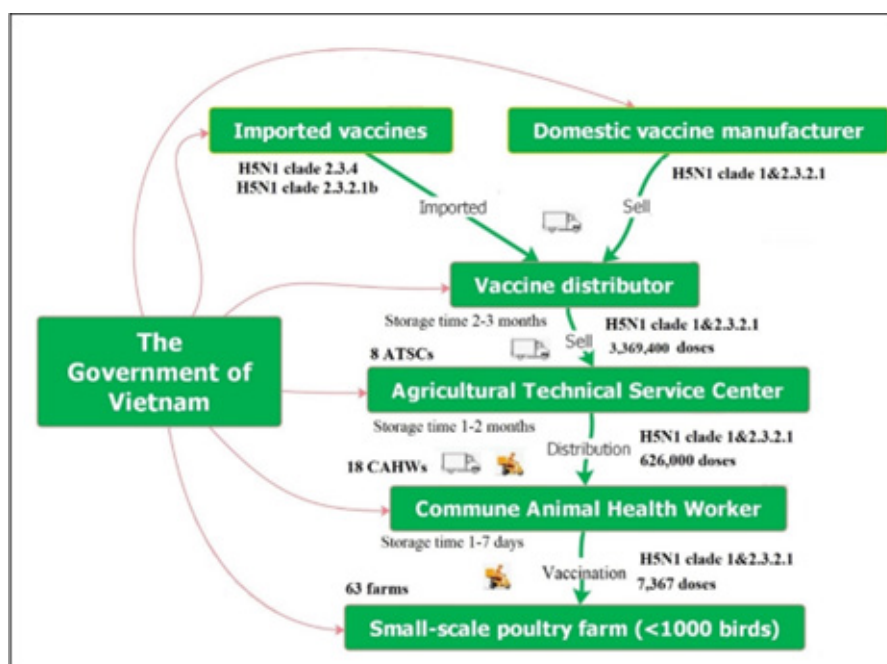 Imported vaccines
Domestic vaccine manufacturer
H5N1 clade 2.3.4
H5N1 clade 2.3.2.1b
H5N1 clade 1&2.3.2.1
Imported
Sell
Vaccine distributor
Storage time 2-3 months
H5N1 clade 1&2.3.2.1
Sell
3,369,400 doses
8 ATSCs
The
Government of
Vietnam
Agricultural Technical Service Center
Storage time 1-2 months
H5N1 clade 1&2.3.2.1
Distribution
626,000 doses
18 CAHWs
Commune Animal Health Worker
Storage time 1-7 days
H5N1 clade 1&2.3.2.1
Vaccination
7,367 doses
63 farms
Small-scale poultry farm (<1000 birds)